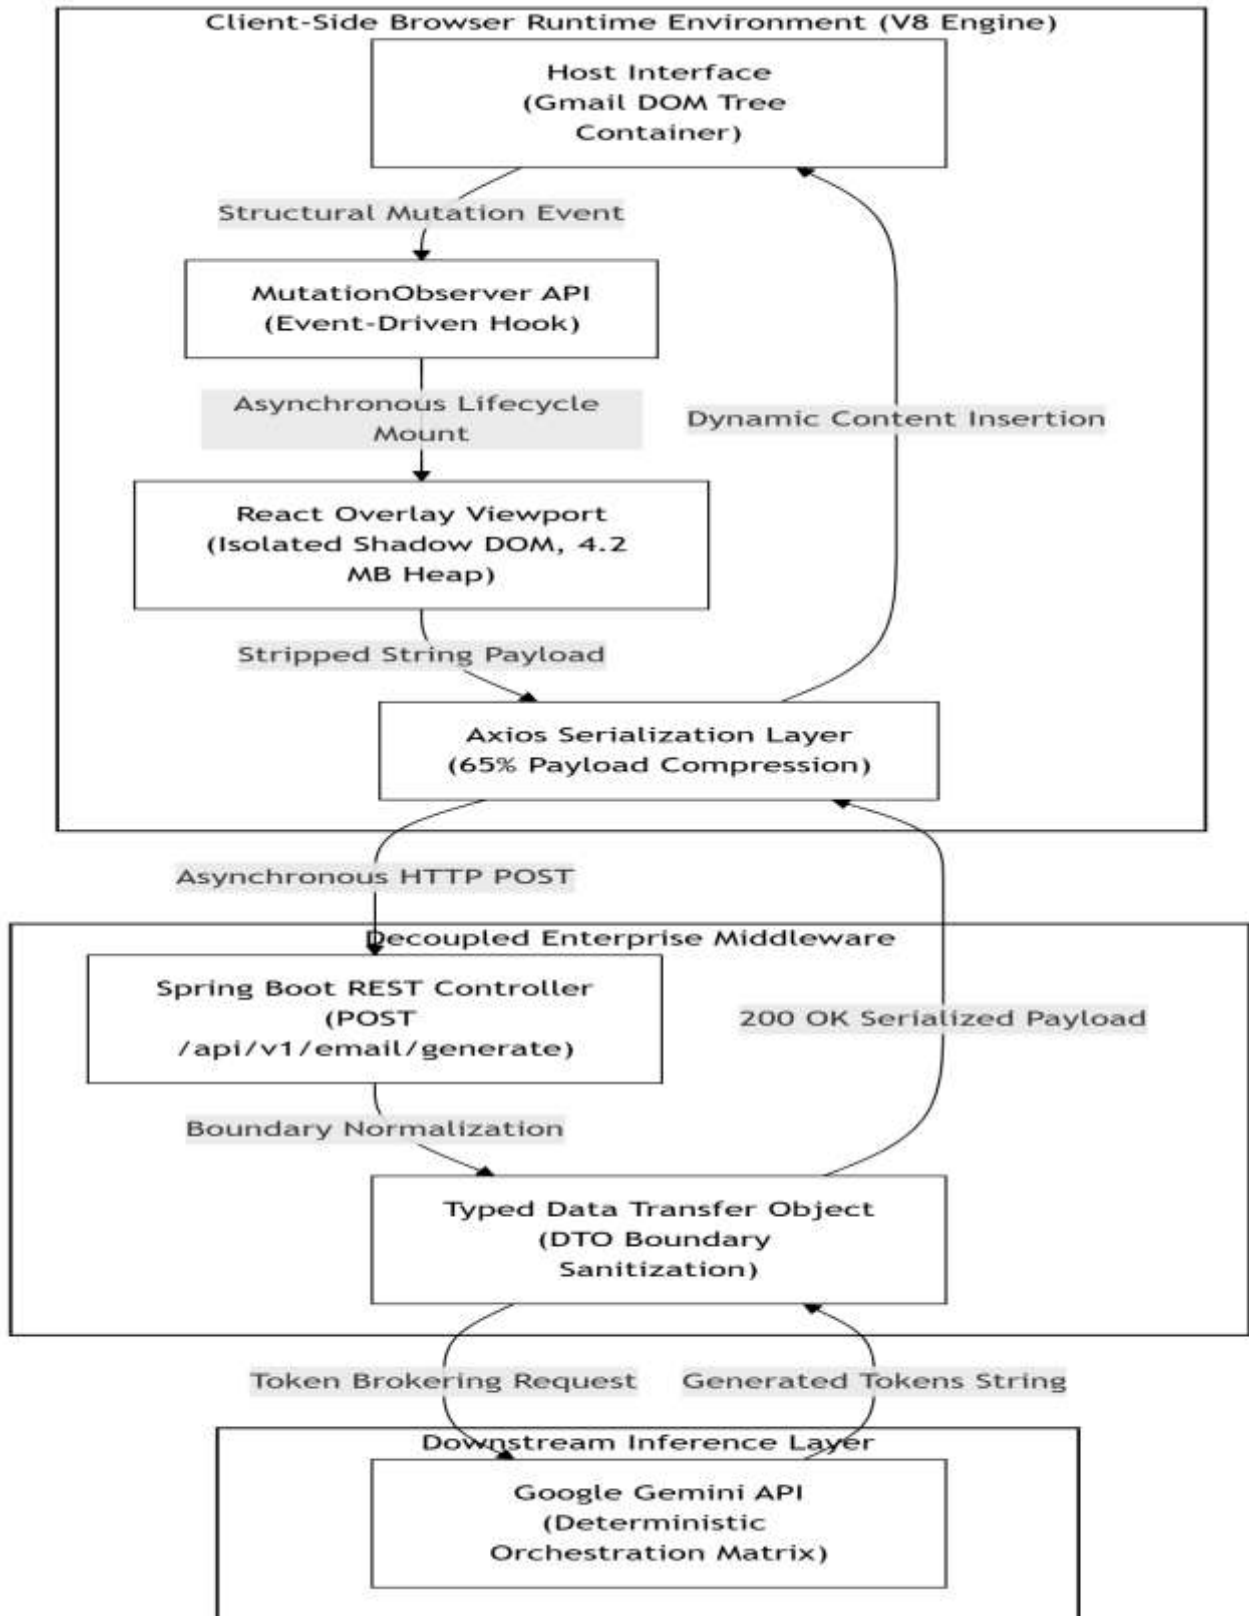 Client-Side Browser Runtime Environment (V8 Engine)
Host Interface
(Gmail DOM Tree
Container)
Structural Mutation Event
MutationObserver API
(Event-Driven Hook)
Asynchronous Lifecycle
Mount
Dynamic Content Insertion
React Overlay Viewport
(Isolated Shadow DOM, 4.2
MB Heap)
Stripped String Payload
Axios Serialization Layer
(65% Payload Compression)
Asynchronous HTTP POST
Decoupled Enterprise Middleware
Spring Boot REST Controller
(POST
/api/v1/email/generate)
200 OK Serialized Payload
Boundary Normalization
Typed Data Transfer Object
(DTO Boundary
Sanitization)
Token Brokering Request
Generated Tokens String
Downstream Inference Layer
Google Gemini API
(Deterministic
Orchestration Matrix)